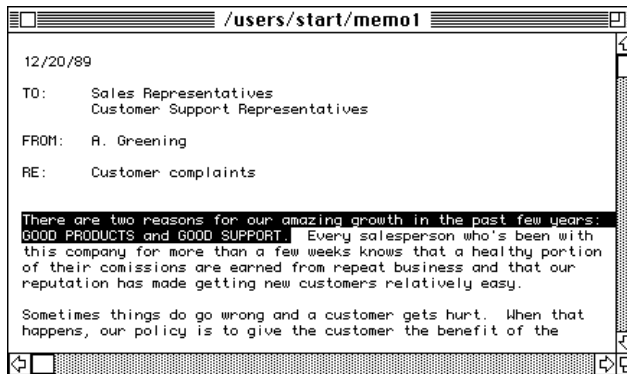 /users/start/memo1
12/20/89
TO: Sales Representatives
Customer Support Representatives
FROM: A. Greening
RE: Customer complaints
There are two reasons for our amazing growth in the past few years:
GOOD PRODUCTS and GOOD SUPPORT. Every salesperson who's been with
this company for more than a few weeks knows that a healthy portion
of their comissions are earned from repeat business and that our
reputation has made getting new customers relatively easy.
Sometimes things do go wrong and a customer gets hurt. When that
happens, our policy is to give the customer the benefit of the